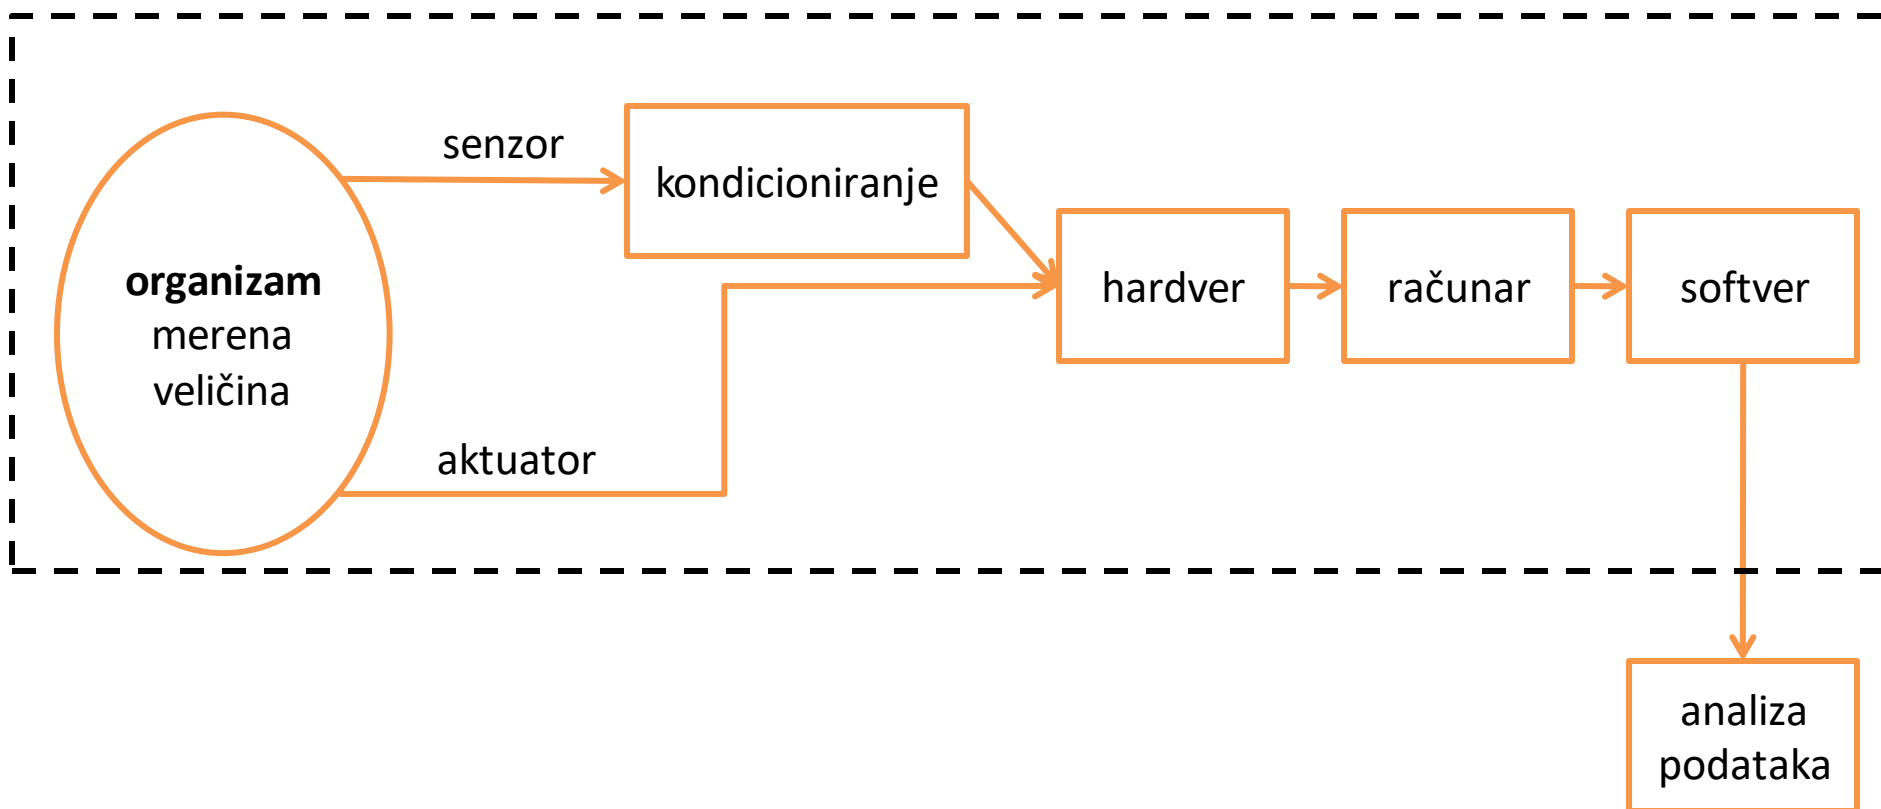 senzor
kondicioniranje
organizam
merena
veličina
hardver
računar
softver
aktuator
analiza
podataka